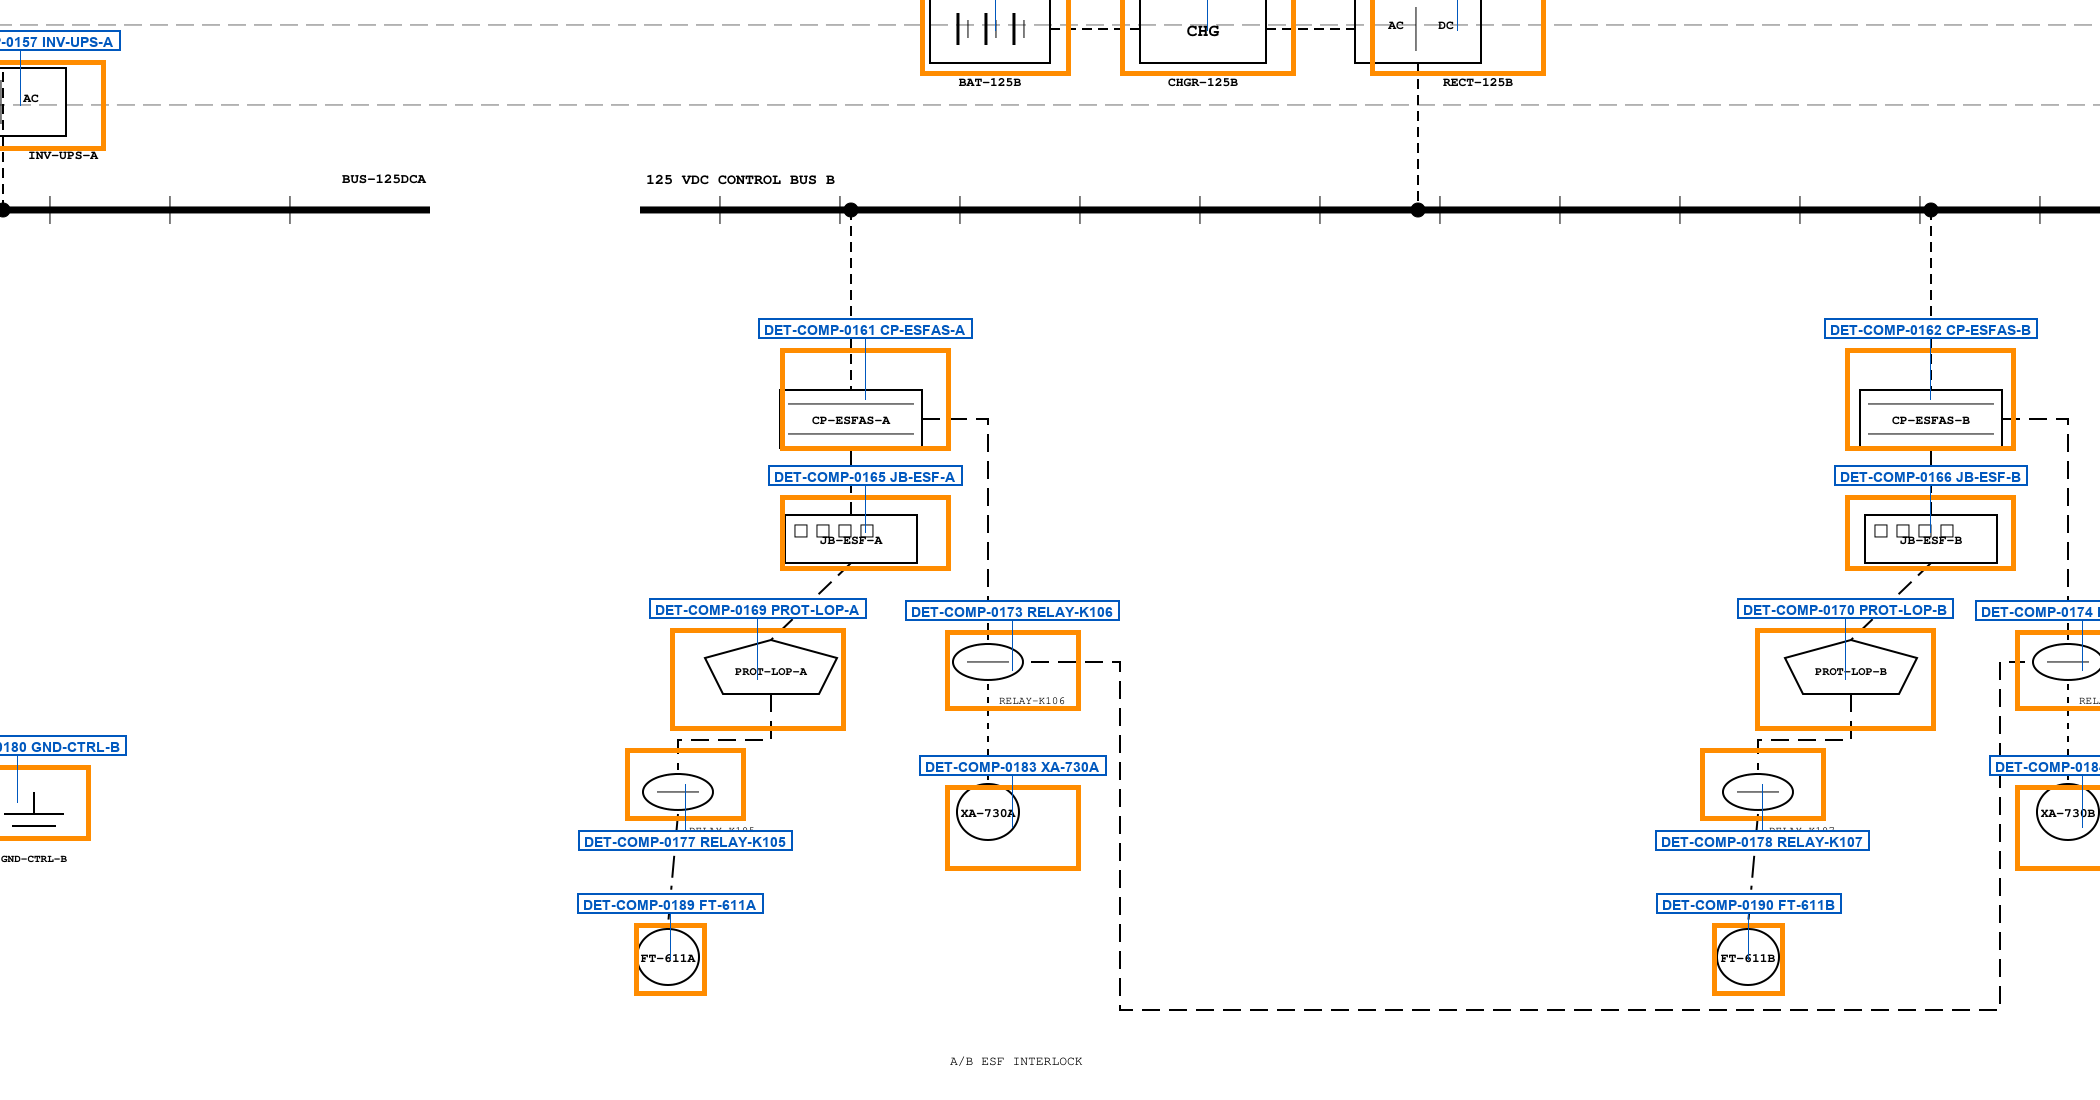 CHG
AC
DC
-0157 INV-UPS-A
BAT-125B
CHGR-125B
RECT-125B
AC
INV-UPS-A
BUS-125DCA
125 VDC CONTROL BUS B
DET-COMP-0161 CP-ESFAS-A
DET-COMP-0162 CP-ESFAS-B
CP-ESFAS-A
CP-ESFAS-B
DET-COMP-0165 JB-ESF-A
DET-COMP-0166 JB-ESF-B
JB-ESF-A
JB-ESF-B
DET-COMP-0169 PROT-LOP-A
DET-COMP-0173 RELAY-K106
DET-COMP-0170 PROT-LOP-B
DET-COMP-0174
PROT-LOP-A
PROT-LOP-B
RELAY-K106
REL
0180 GND-CTRL-B
DET-COMP-0183 XA-730A
DET-COMP-018
XA-730A
XA-730B
DET-COMP-0177 RELAY-K105
DET-COMP-0178 RELAY-K107
GND-CTRL-B
DET-COMP-0189 FT-611A
DET-COMP-0190 FT-611B
FT-611A
FT-611B
A/B ESF INTERLOCK